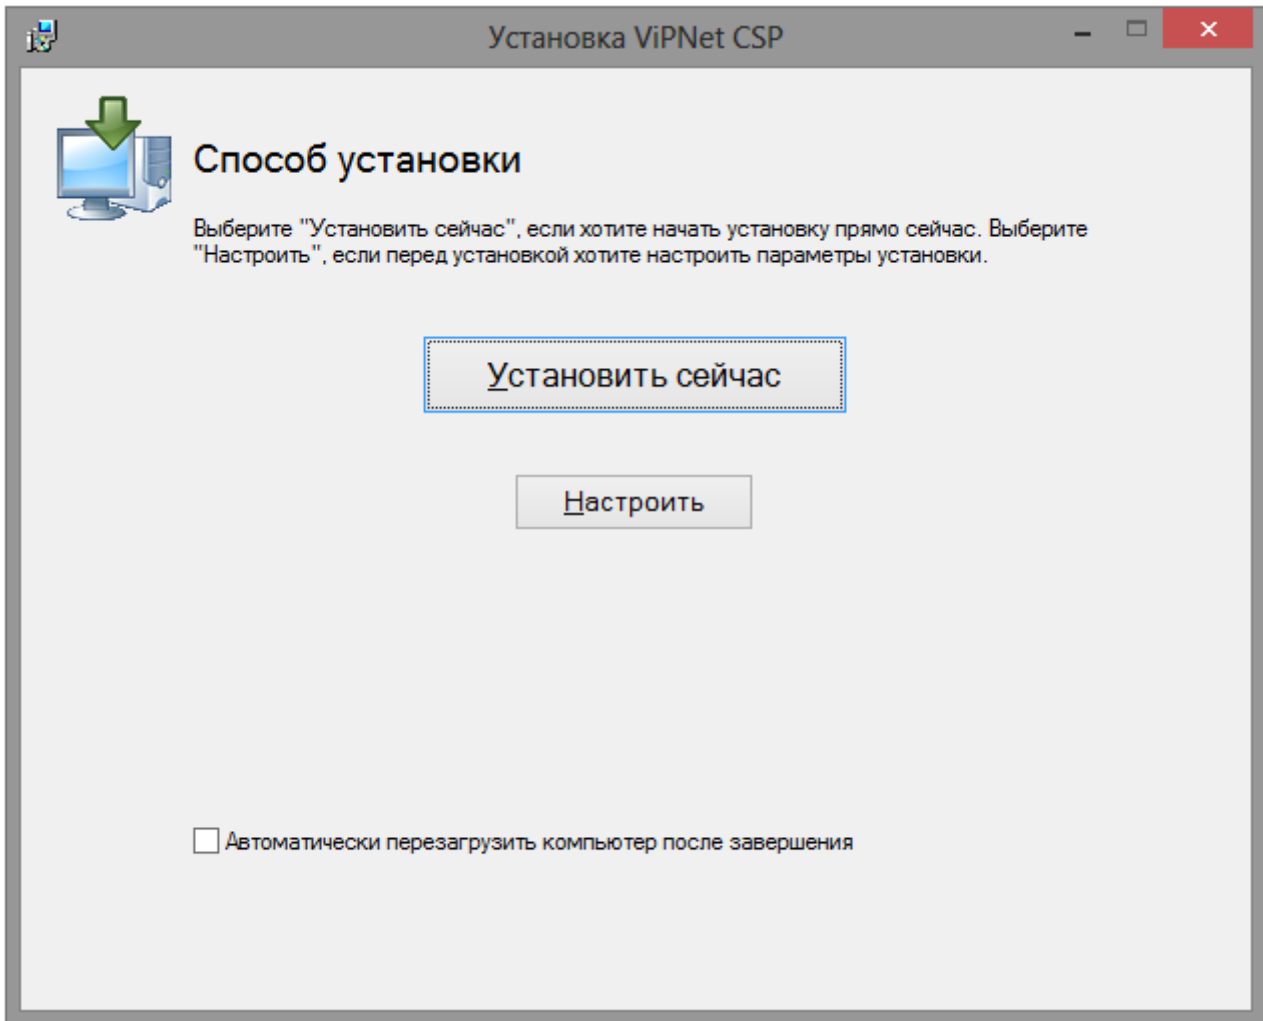 Установка ViPNet CSP
Способ установки
Выберите "Установить сейчас", если хотите начать установку прямо сейчас. Выберите
"Настроить", если перед установкой хотите настроить параметры установки.
Установить сейчас
Настроить
Автоматически перезагрузить компьютер после завершения